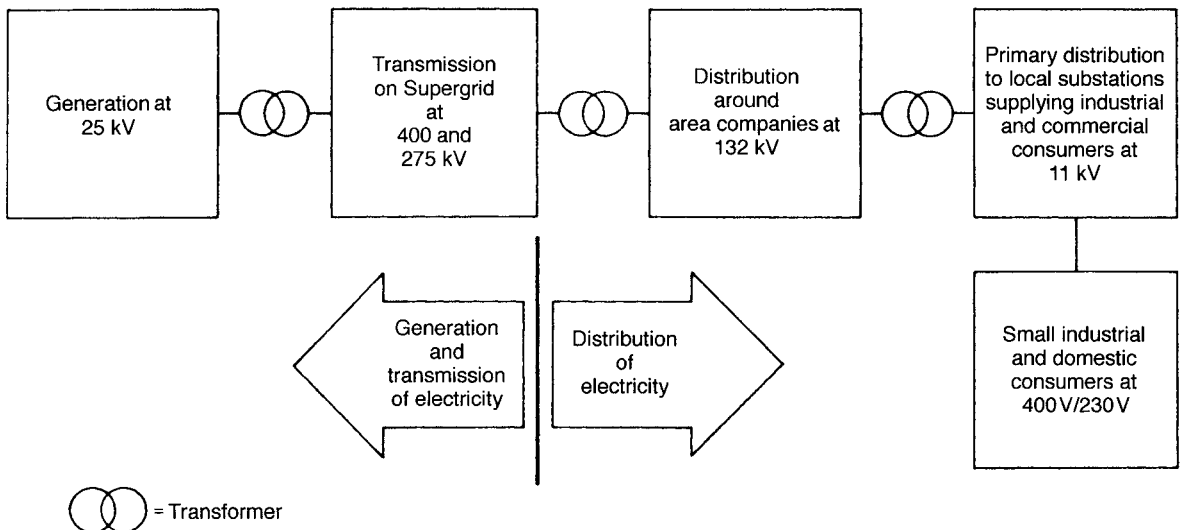 Generation at
25 kV
Transmission
on Supergrid
at
400 and
275 kV
Distribution
around
area companies at
132 kV
Primary distribution
to local substations
supplying industrial
and commercial
consumers at
11 kV
Generation
and
transmission
of electricity
Distribution
of
electricity
Small industrial
and domestic
consumers at
400 V/230 V
= Transformer